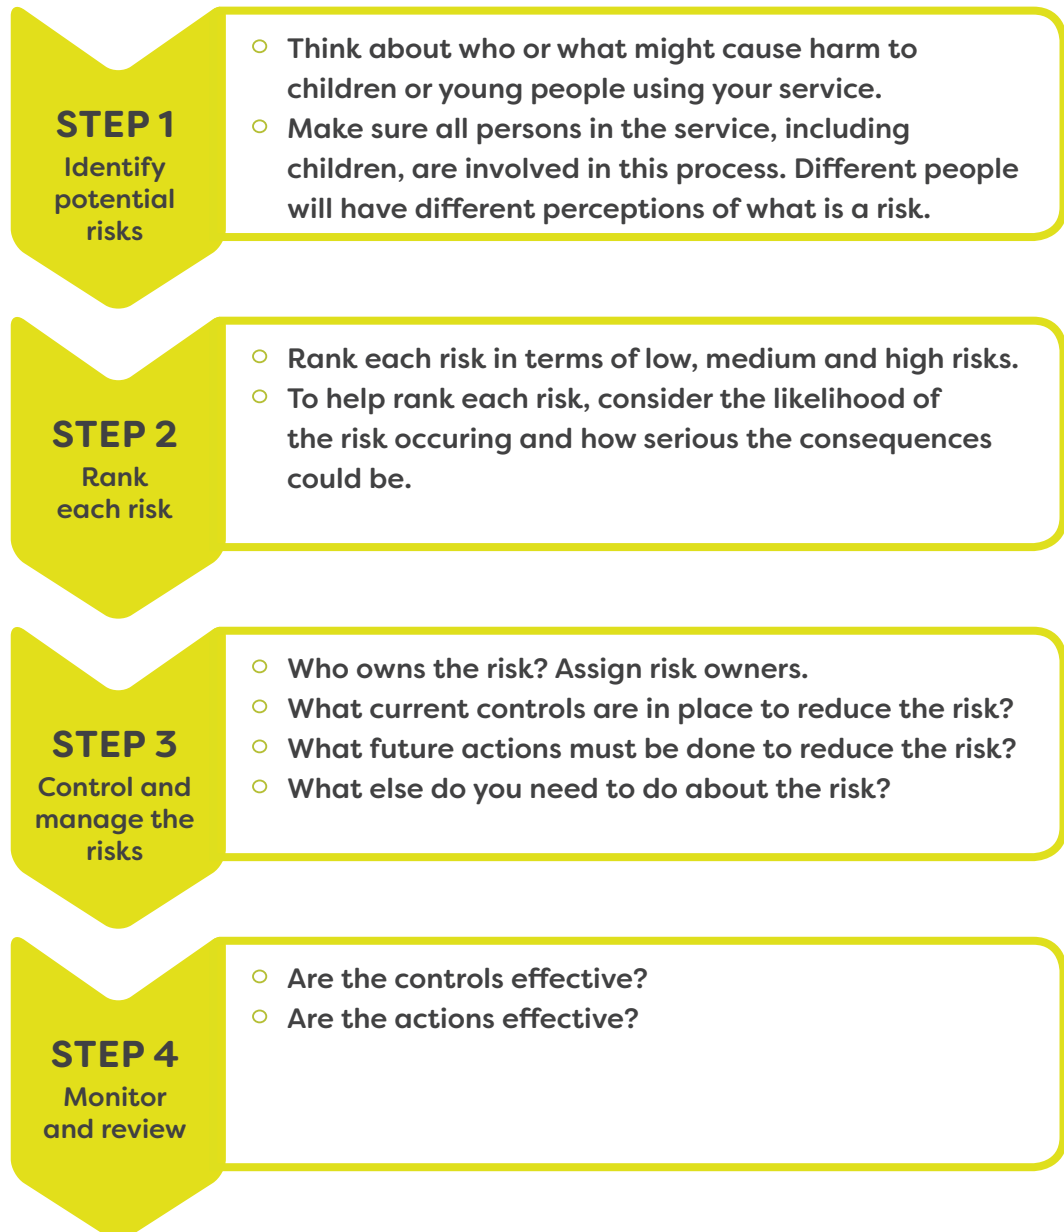 STEP 1
Identify
potential
risks
Think about who or what might cause harm to
children or young people using your service.
Make sure all persons in the service, including
children, are involved in this process. Different people
will have different perceptions of what is a risk.
STEP 2
Rank
each risk
Rank each risk in terms of low, medium and high risks.
To help rank each risk, consider the likelihood of
the risk occuring and how serious the consequences
could be.
STEP 3
Control and
manage the
risks
Who owns the risk? Assign risk owners.
What current controls are in place to reduce the risk?
What future actions must be done to reduce the risk?
What else do you need to do about the risk?
STEP 4
Monitor
and review
Are the controls effective?
Are the actions effective?